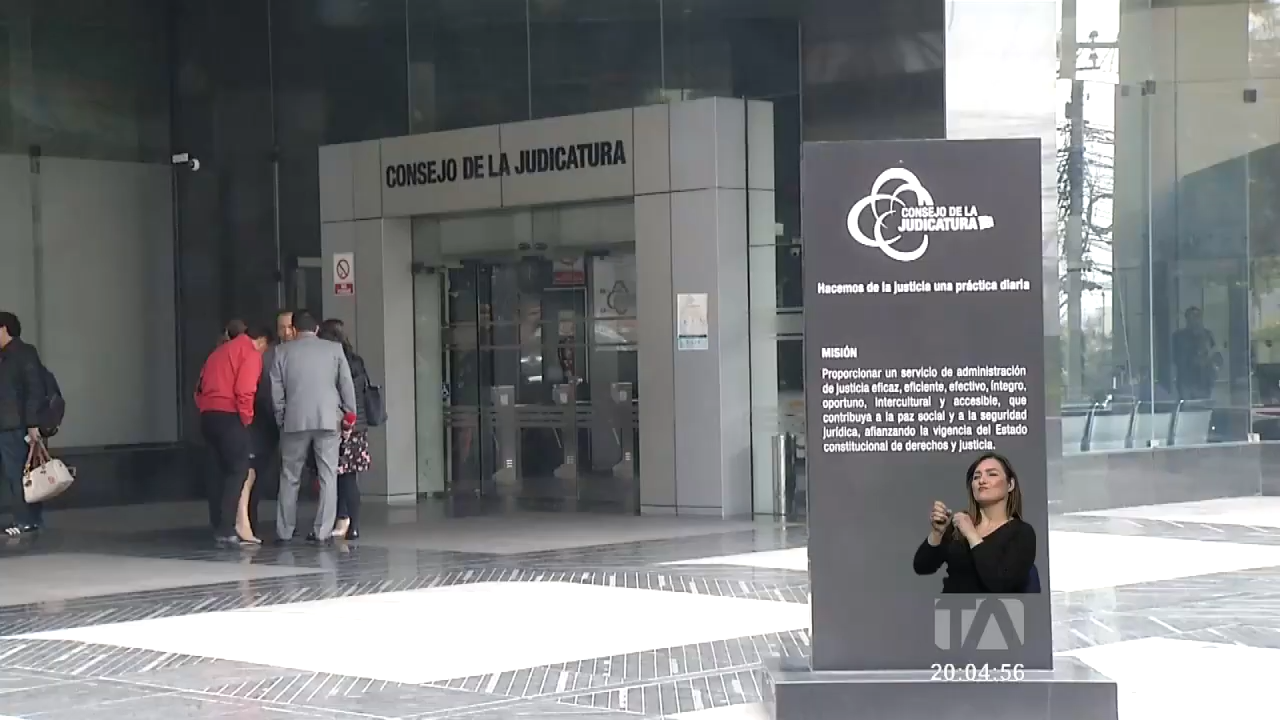 CONSEJO DE LA JUDICATURA
CONSEJO DE LA
JUDICATURA
Hacemos de la justicia una práctica diaria
MISIÓN
Proporcionar un servicio de administración
de justicia eficaz, eficiente, efectivo, íntegro,
oportuno, intercultural y accesible, que
contribuya a la paz social y a la seguridad
jurídica, afianzando la vigencia del Estado
constitucional de derechos y justicia.
TA
20:04:56